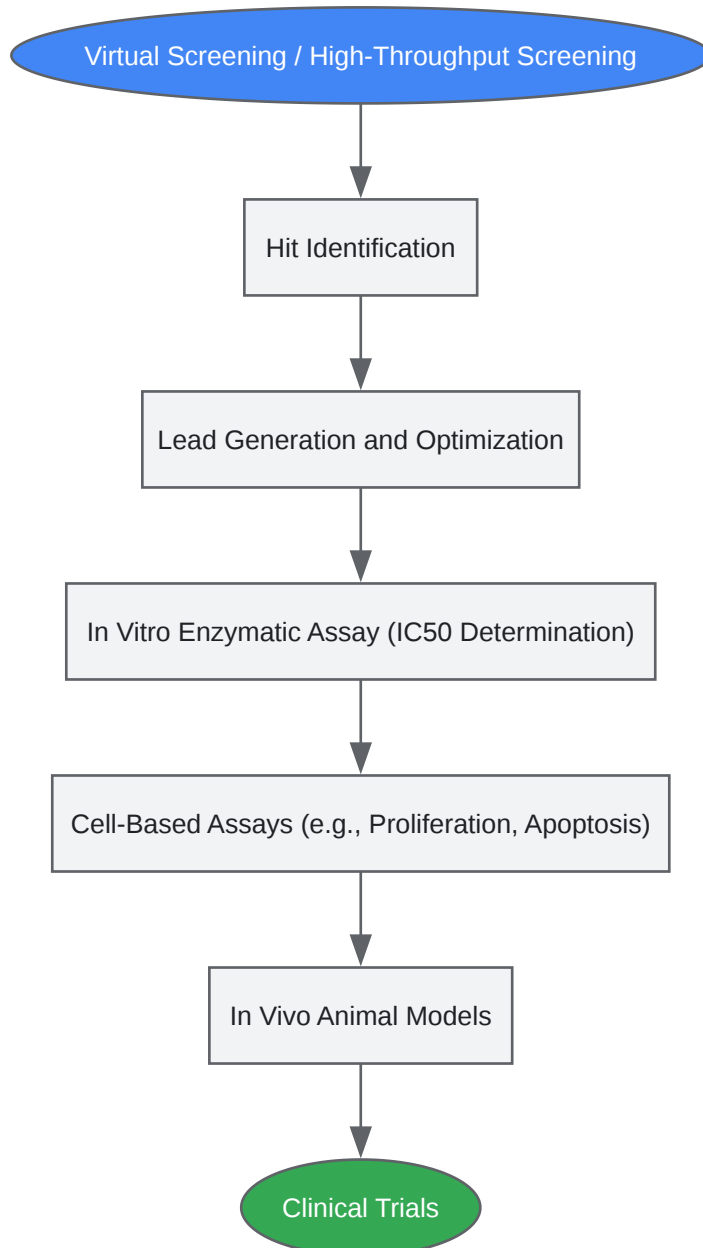 Virtual Screening / High-Throughput Screening
Hit Identification
Lead Generation and Optimization
In Vitro Enzymatic Assay (IC50 Determination)
Cell-Based Assays (e.g., Proliferation, Apoptosis)
In Vivo Animal Models
Clinical Trials